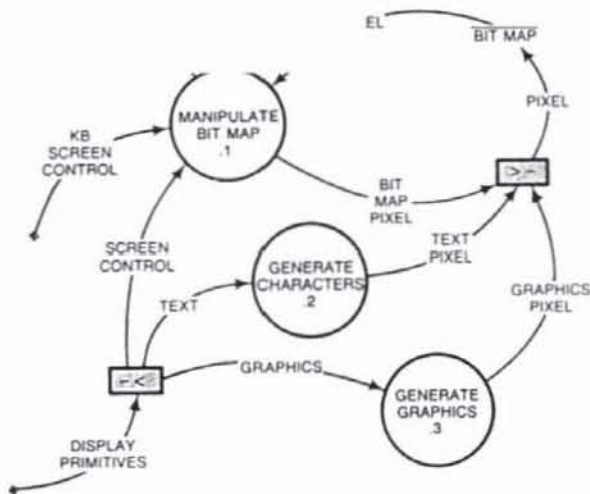 EL
BIT MAP
PIXEL
MANIPULATE
BIT MAP
.1
KB
SCREEN
CONTROL
BIT
MAP
PIXEL
SCREEN
CONTROL
TEXT
GENERATE
CHARACTERS
.2
TEXT
PIXEL
GRAPHICS
PIXEL
GRAPHICS
GENERATE
GRAPHICS
.3
DISPLAY
PRIMITIVES